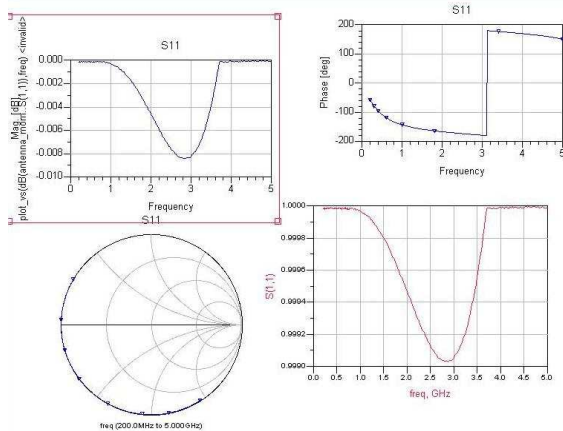 S11
plot_vs(dB(antenna_mom..S(1,1)),freq) <invalid>
Mag. [dB]
0.000
-0.002
-0.004
-0.006
-0.008
-0.010
0 1 2 3 4 5
Frequency
S11
Phase [deg]
200
100
0
-100
-200
0 1 2 3 4 5
Frequency
S11
freq (200.0MHz to 5.000GHz)
S(1,1)
1.0000
0.9998
0.9996
0.9994
0.9992
0.9990
0.0 0.5 1.0 1.5 2.0 2.5 3.0 3.5 4.0 4.5 5.0
freq, GHz